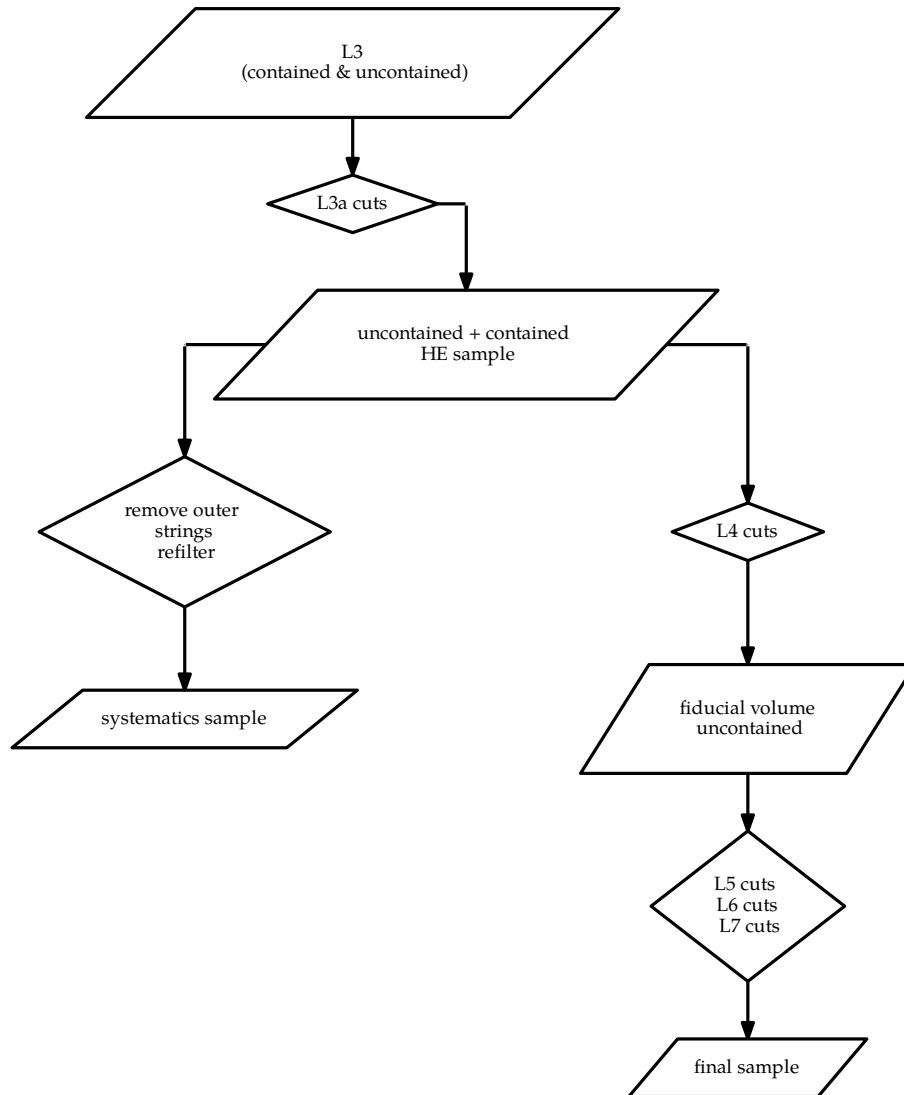 L3
(contained & uncontained)
L3a cuts
uncontained + contained
HE sample
remove outer
strings
refilter
L4 cuts
systematics sample
fiducial volume
uncontained
L5 cuts
L6 cuts
L7 cuts
final sample